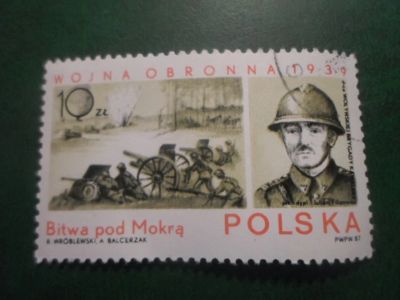 WOJNA OBRONNA 1939
10 ZŁ
Bitwa pod Mokrą
POLSKA
R. WRÓBLEWSKI, A. BALCERZAK
PWPW 87